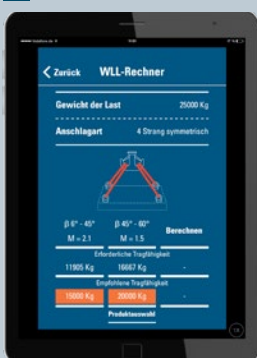 Zurück WLL-Rechner
Gewicht der Last 25000 Kg
Anschlagart 4 Strang symmetrisch
β 6° - 45° β 45° - 60° Berechnen
M = 2.1 M = 1.5
Erforderliche Tragfähigkeit
11905 Kg 16667 Kg -
Empfohlene Tragfähigkeit
15000 Kg 20000 Kg -
Produktauswahl